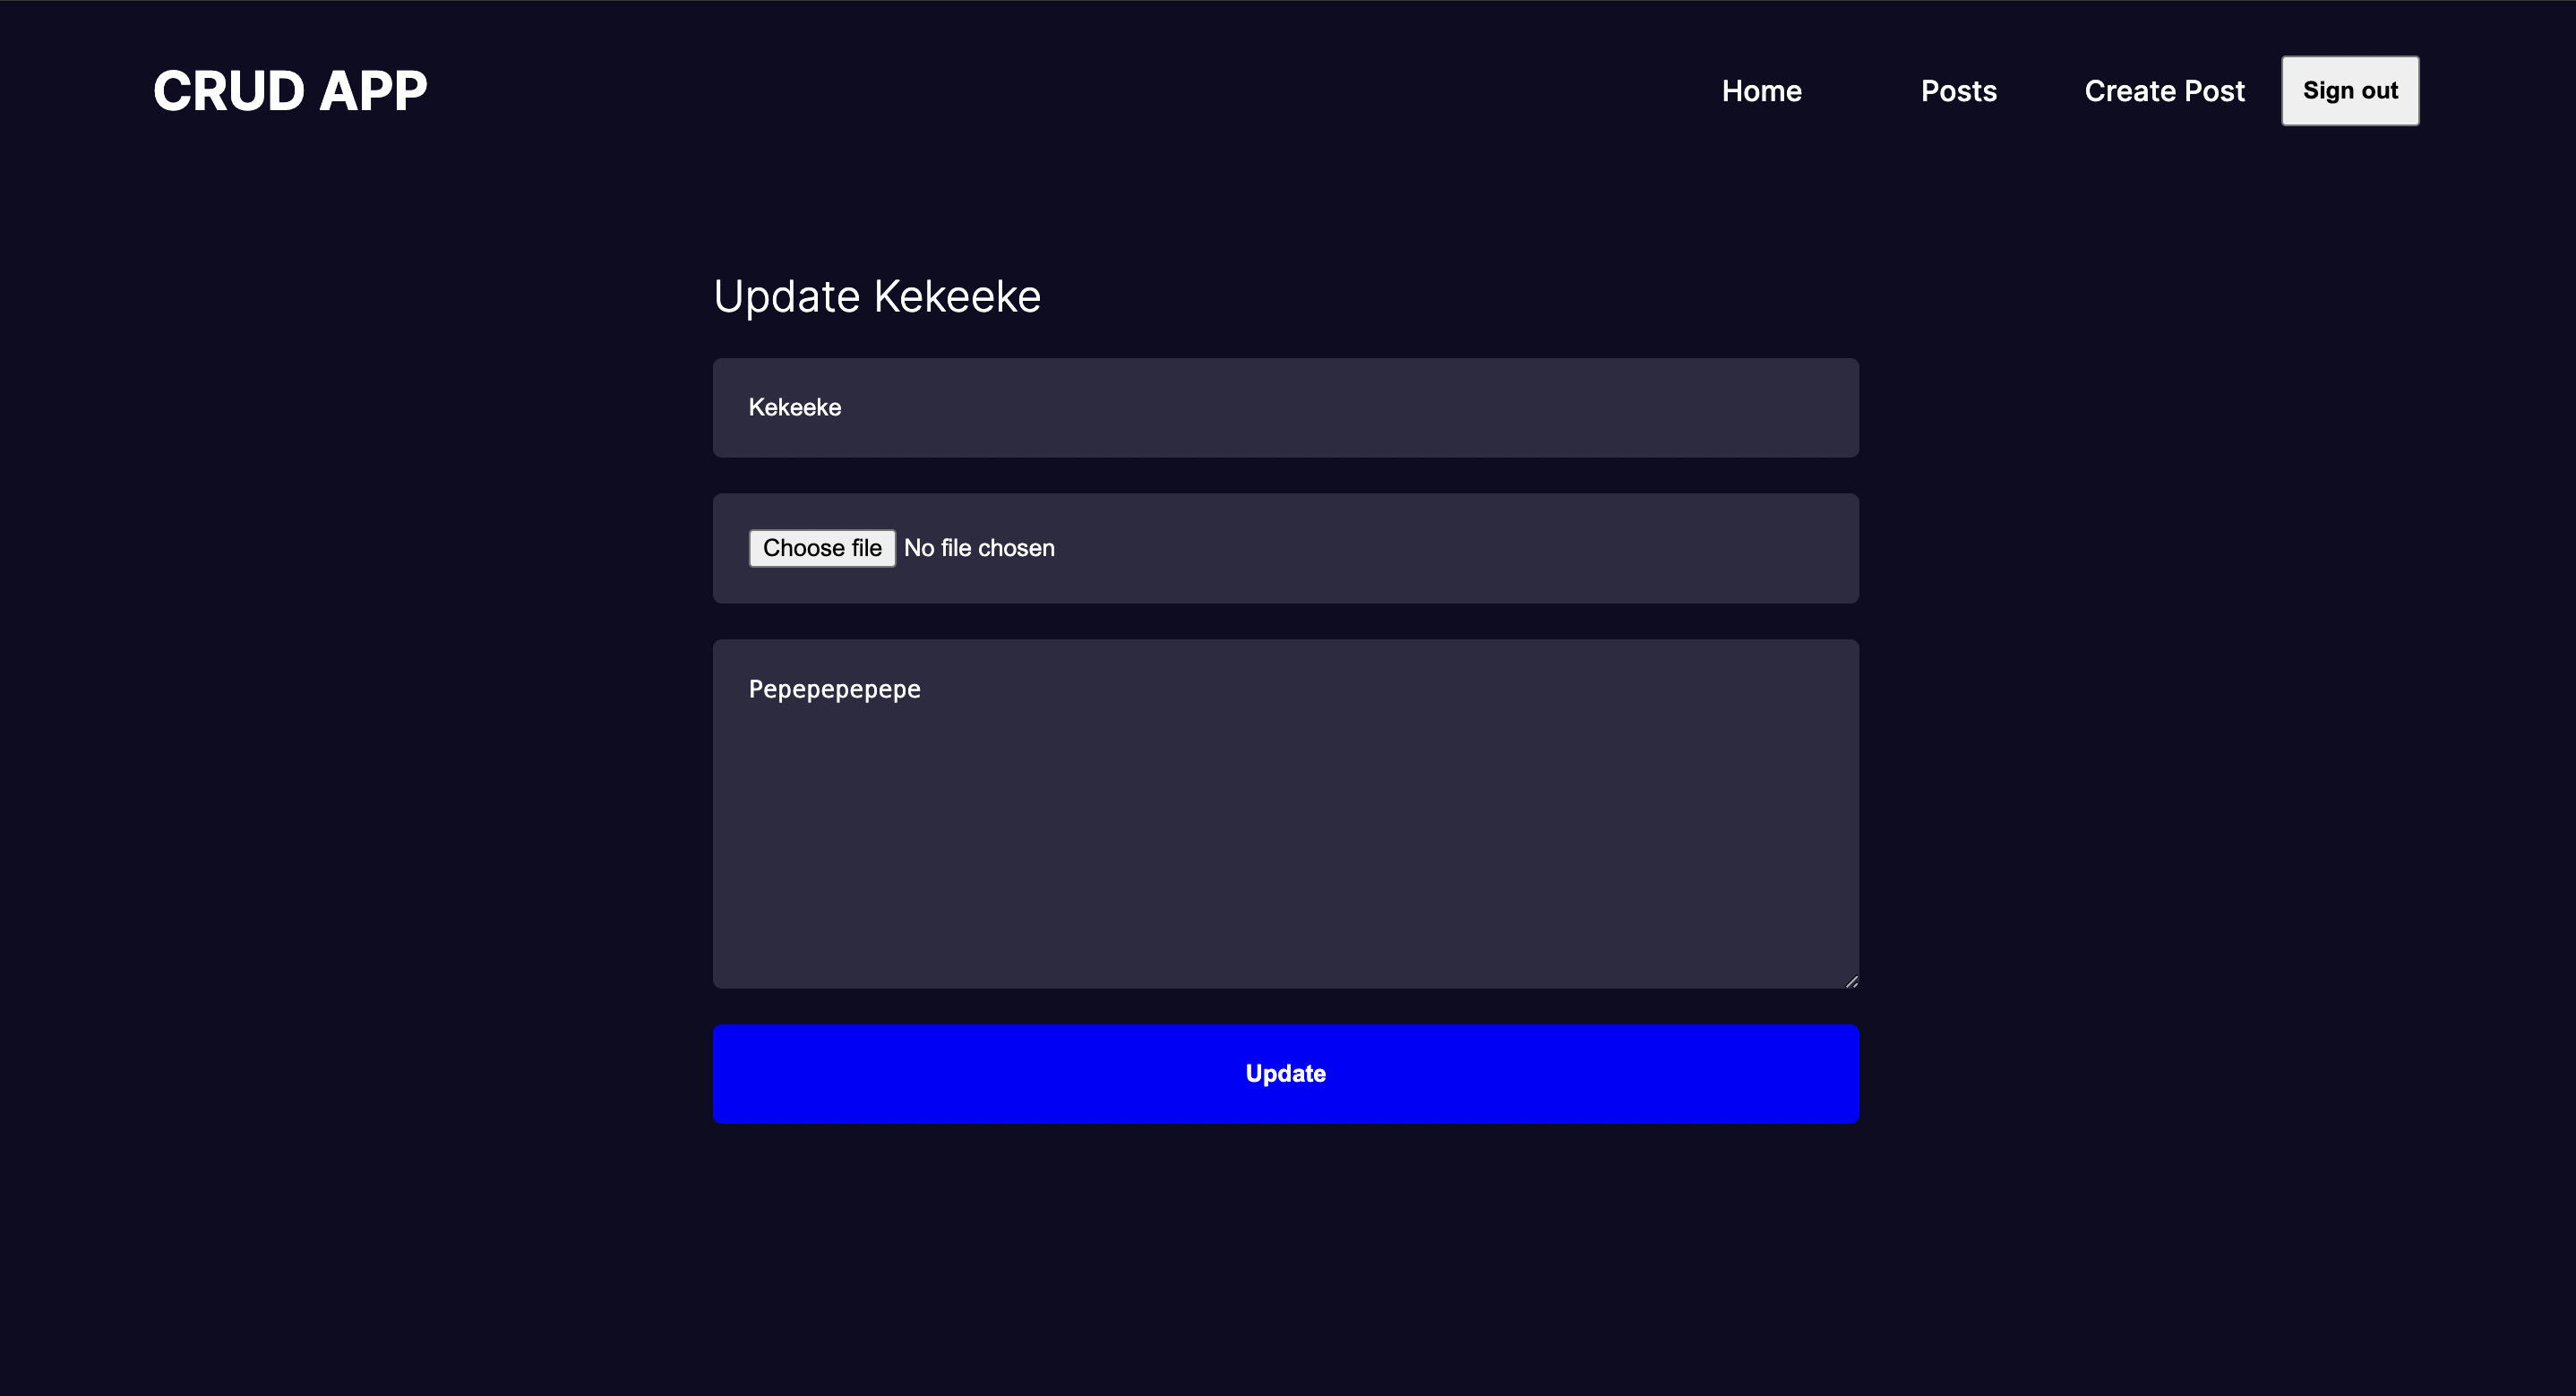 CRUD APP
Home
Posts
Create Post
Sign out
Update Kekeeke
Kekeeke
Choose file No file chosen
Pepepepepepe
Update